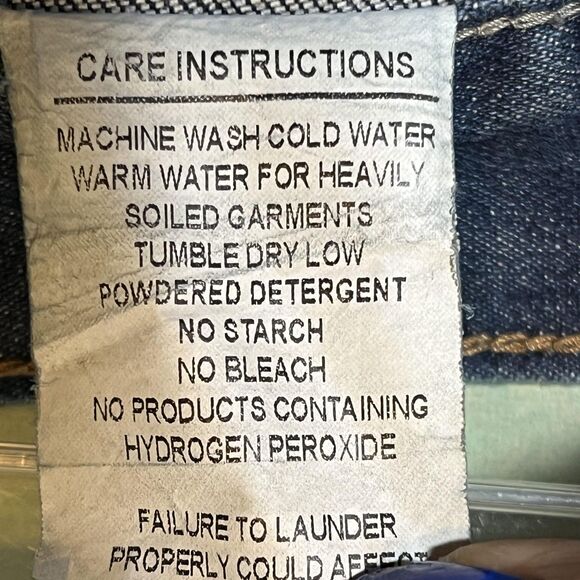 CARE INSTRUCTIONS
MACHINE WASH COLD WATER
WARM WATER FOR HEAVILY
SOILED GARMENTS
TUMBLE DRY LOW
POWDERED DETERGENT
NO STARCH
NO BLEACH
NO PRODUCTS CONTAINING
HYDROGEN PEROXIDE
FAILURE TO LAUNDER
PROPERLY COULD AFFECT